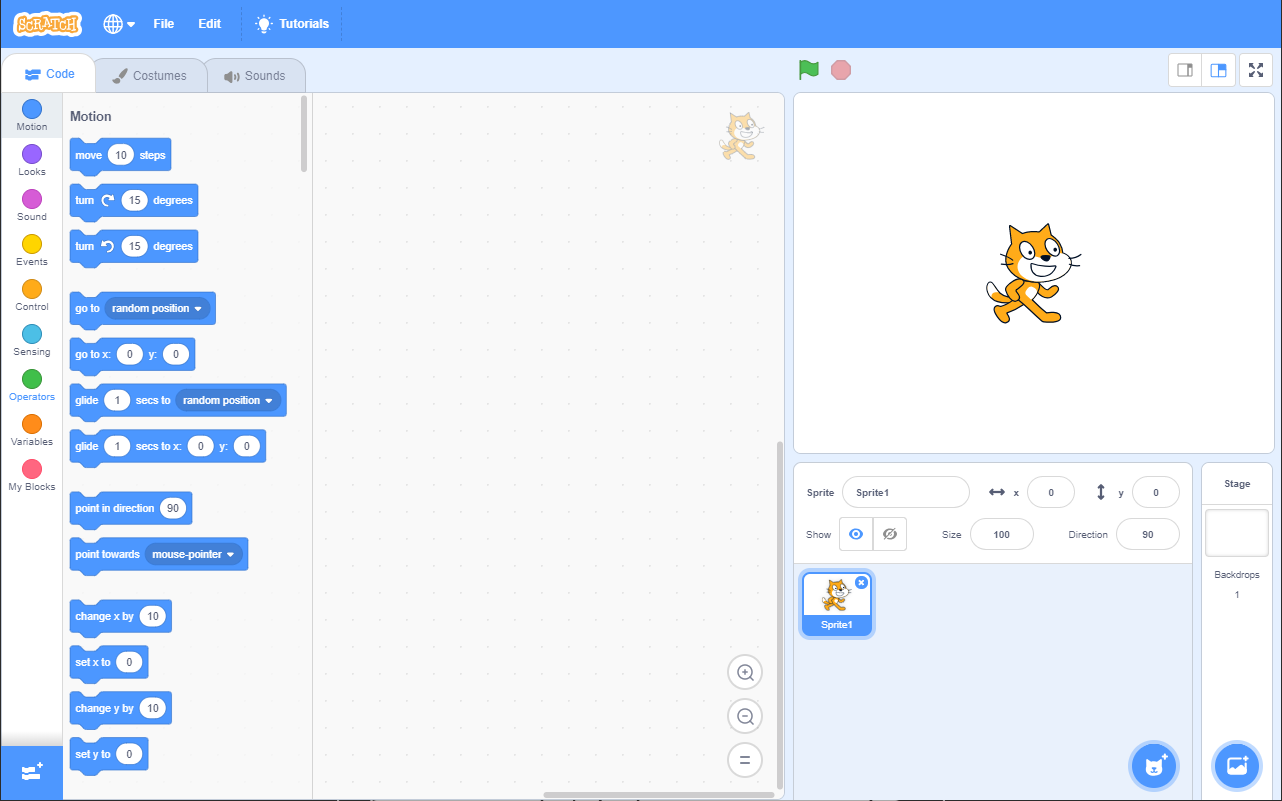 SCRATCH File Edit Tutorials
Code Costumes Sounds
Motion
Looks
Sound
Events
Control
Sensing
Operators
Variables
My Blocks
Motion
move 10 steps
turn 15 degrees
turn 15 degrees
go to random position
go to x: 0 y: 0
glide 1 secs to random position
glide 1 secs to x: 0 y: 0
point in direction 90
point towards mouse-pointer
change x by 10
set x to 0
change y by 10
set y to 0
Sprite Sprite1 x 0 y 0
Show Size 100 Direction 90
Sprite1
Stage
Backdrops
1